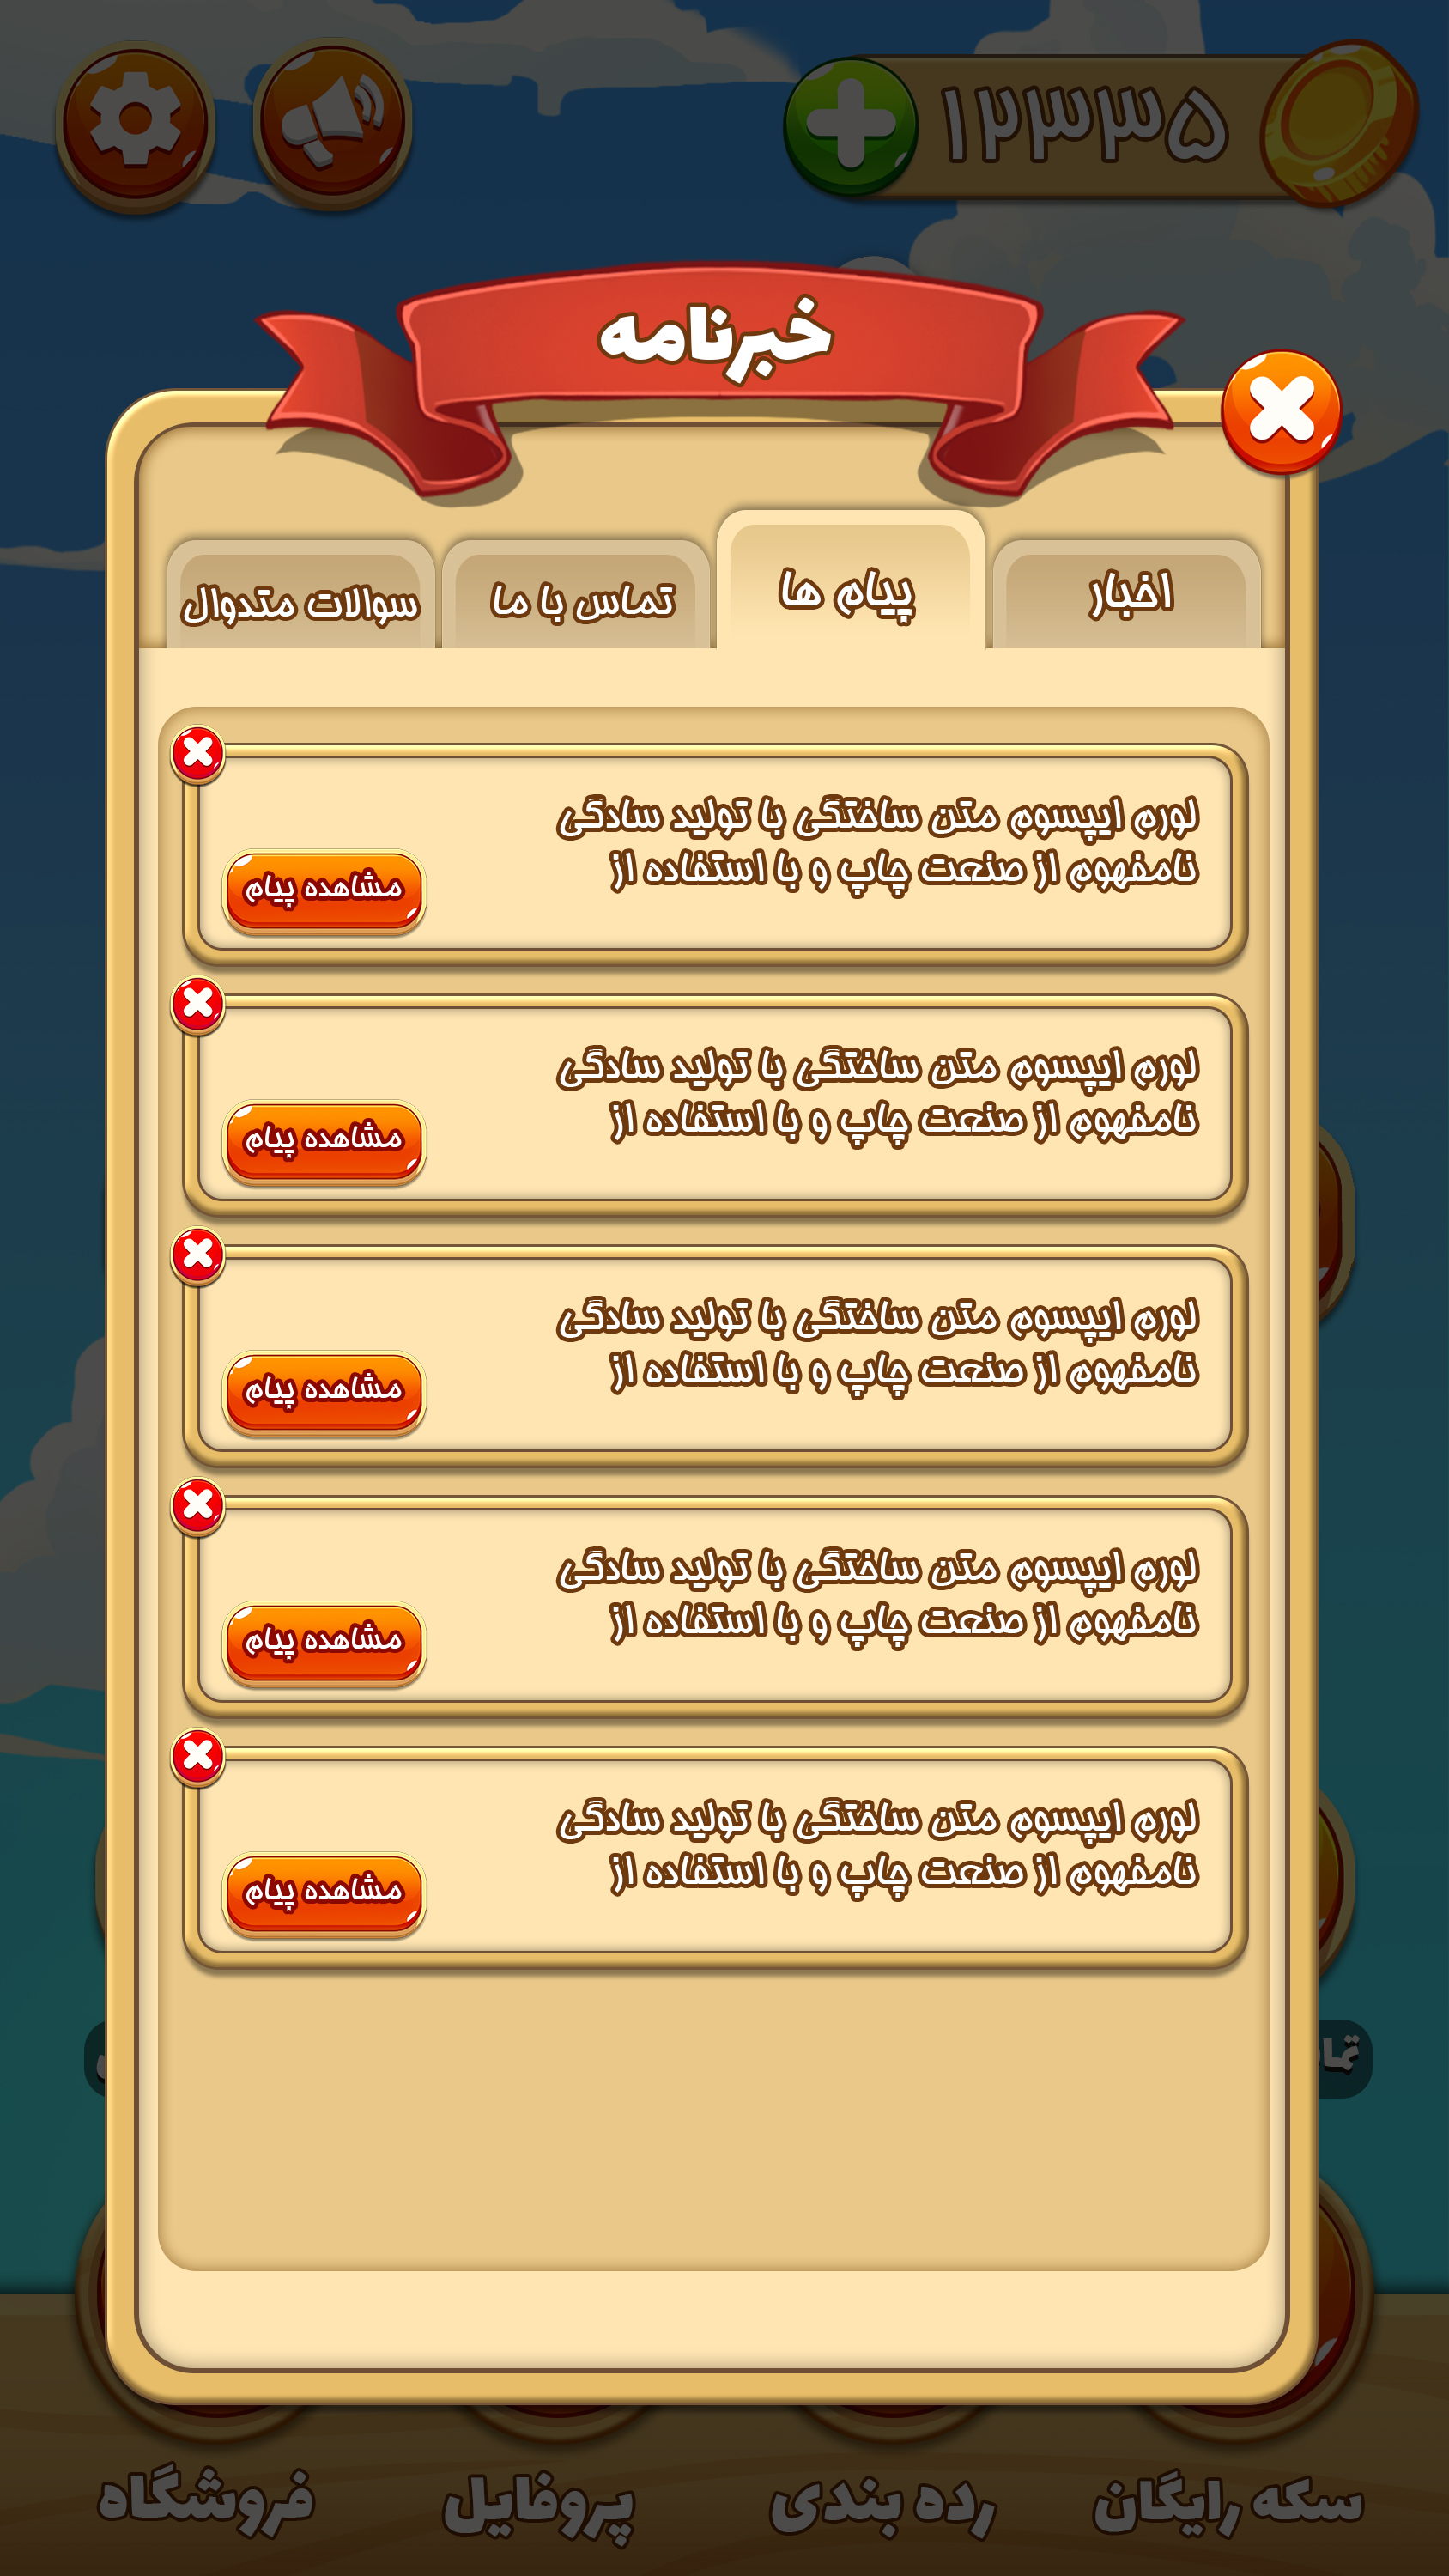 ۱۲۳۳۵
خبرنامه
اخبار
پیام ها
تماس با ما
سوالات متدوال
لورم ایپسوم متن ساختگی با تولید سادگی
نامفهوم از صنعت چاپ و با استفاده از
مشاهده پیام
لورم ایپسوم متن ساختگی با تولید سادگی
نامفهوم از صنعت چاپ و با استفاده از
مشاهده پیام
لورم ایپسوم متن ساختگی با تولید سادگی
نامفهوم از صنعت چاپ و با استفاده از
مشاهده پیام
لورم ایپسوم متن ساختگی با تولید سادگی
نامفهوم از صنعت چاپ و با استفاده از
مشاهده پیام
لورم ایپسوم متن ساختگی با تولید سادگی
نامفهوم از صنعت چاپ و با استفاده از
مشاهده پیام
سکه رایگان
رده بندی
پروفایل
فروشگاه